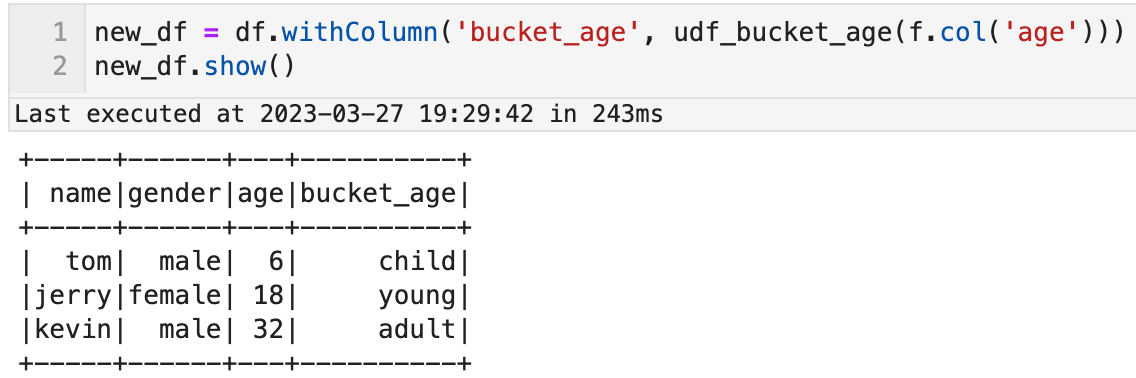 1 new_df = df.withColumn('bucket_age', udf_bucket_age(f.col('age')))
2 new_df.show()
Last executed at 2023-03-27 19:29:42 in 243ms
+-----+------+---+----------+
| name|gender|age|bucket_age|
+-----+------+---+----------+
|  tom|  male|  6|     child|
|jerry|female| 18|     young|
|kevin|  male| 32|     adult|
+-----+------+---+----------+